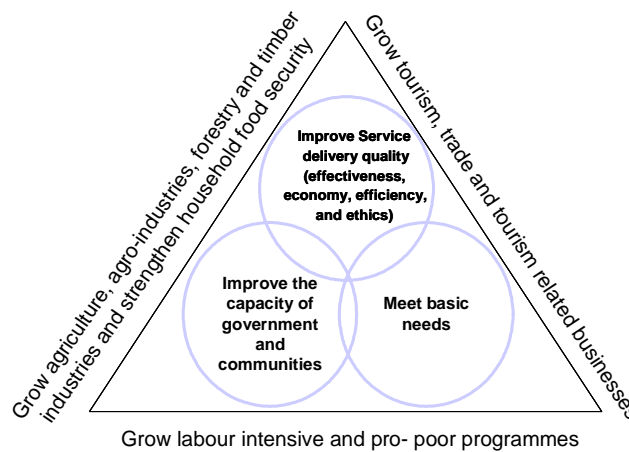 Grow agriculture, agro-industries, forestry and timber
industries and strengthen household food security
Grow tourism, trade and tourism related businesses
Improve Service
delivery quality
(effectiveness,
economy, efficiency,
and ethics)
Improve the
capacity of
government
and
communities
Meet basic
needs
Grow labour intensive and pro- poor programmes